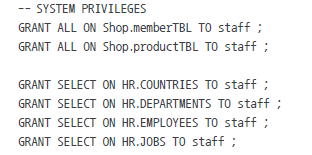 -- SYSTEM PRIVILEGES
GRANT ALL ON Shop.memberTBL TO staff ;
GRANT ALL ON Shop.productTBL TO staff ;
GRANT SELECT ON HR.COUNTRIES TO staff ;
GRANT SELECT ON HR.DEPARTMENTS TO staff ;
GRANT SELECT ON HR.EMPLOYEES TO staff ;
GRANT SELECT ON HR.JOBS TO staff ;